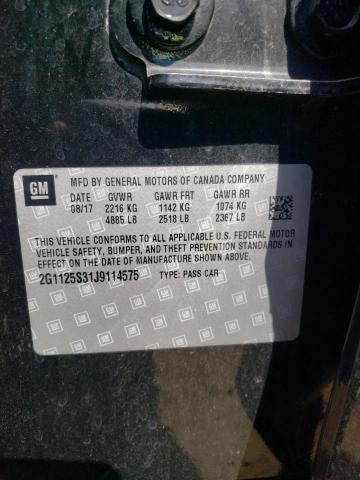 GM
MFD BY GENERAL MOTORS OF CANADA COMPANY
DATE GVWR GAWR FRT GAWR RR
08/17 2216 KG 1142 KG 1074 KG
4885 LB 2518 LB 2367 LB
THIS VEHICLE CONFORMS TO ALL APPLICABLE U.S. FEDERAL MOTOR
VEHICLE SAFETY, BUMPER, AND THEFT PREVENTION STANDARDS
IN EFFECT ON THE DATE OF MANUFACTURE SHOWN ABOVE.
2G1125S31J9114575 TYPE: PASS CAR